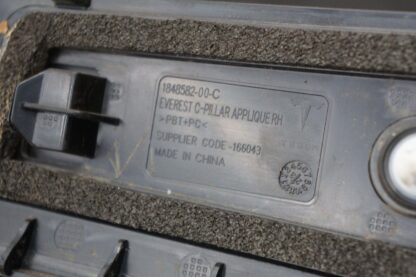 1848582-00-C
EVEREST C-PILLAR APPLIQUE RH
>PBT+PC<
SUPPLIER CODE -166043
MADE IN CHINA